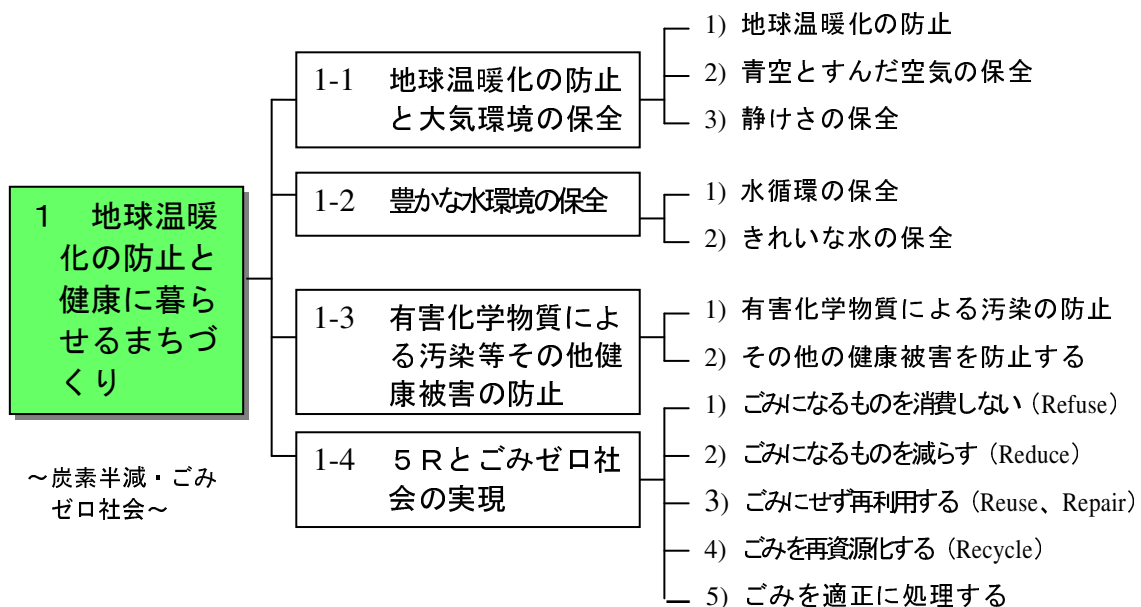 1　地球温暖
化の防止と
健康に暮ら
せるまちづ
くり
～炭素半減・ごみ
ゼロ社会～
1-1　地球温暖化の防止
と大気環境の保全
1) 地球温暖化の防止
2) 青空とすんだ空気の保全
3) 静けさの保全
1-2　豊かな水環境の保全
1) 水循環の保全
2) きれいな水の保全
1-3　有害化学物質によ
る汚染等その他健
康被害の防止
1) 有害化学物質による汚染の防止
2) その他の健康被害を防止する
1-4　５Ｒとごみゼロ社
会の実現
1) ごみになるものを消費しない（Refuse）
2) ごみになるものを減らす（Reduce）
3) ごみにせず再利用する（Reuse、Repair）
4) ごみを再資源化する（Recycle）
5) ごみを適正に処理する